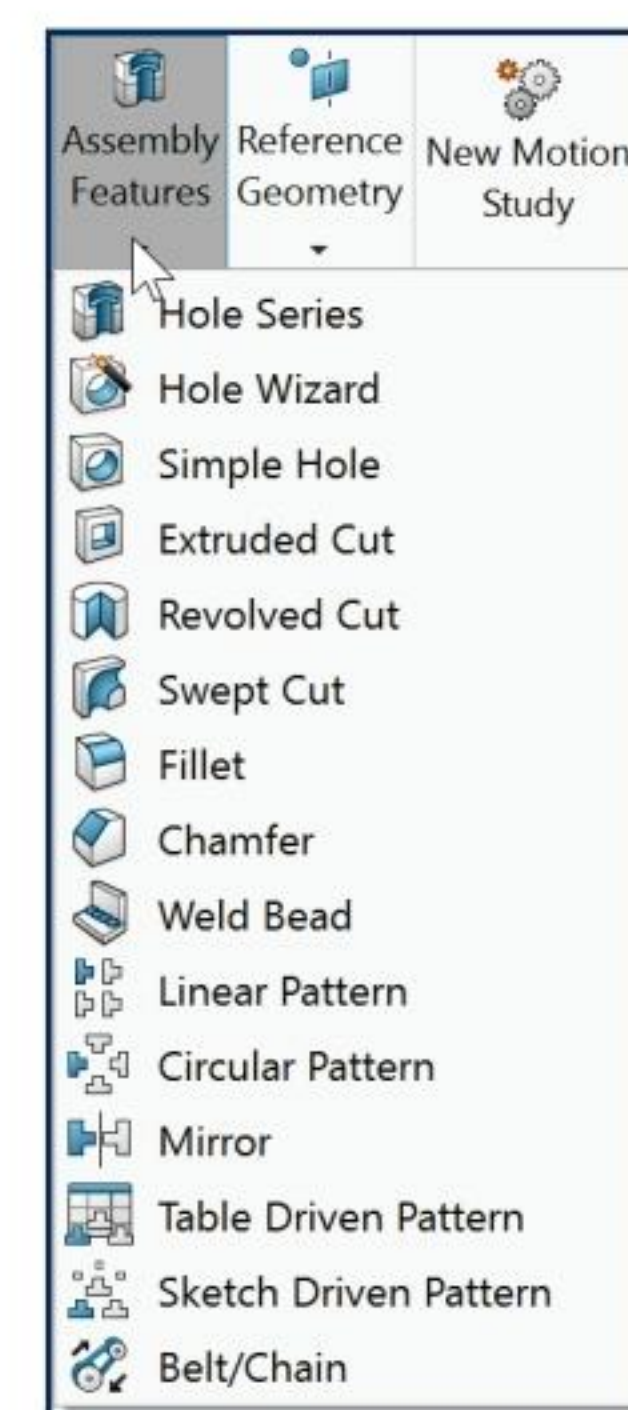 Assembly Features
Reference Geometry
New Motion Study
Hole Series
Hole Wizard
Simple Hole
Extruded Cut
Revolved Cut
Swept Cut
Fillet
Chamfer
Weld Bead
Linear Pattern
Circular Pattern
Mirror
Table Driven Pattern
Sketch Driven Pattern
Belt/Chain